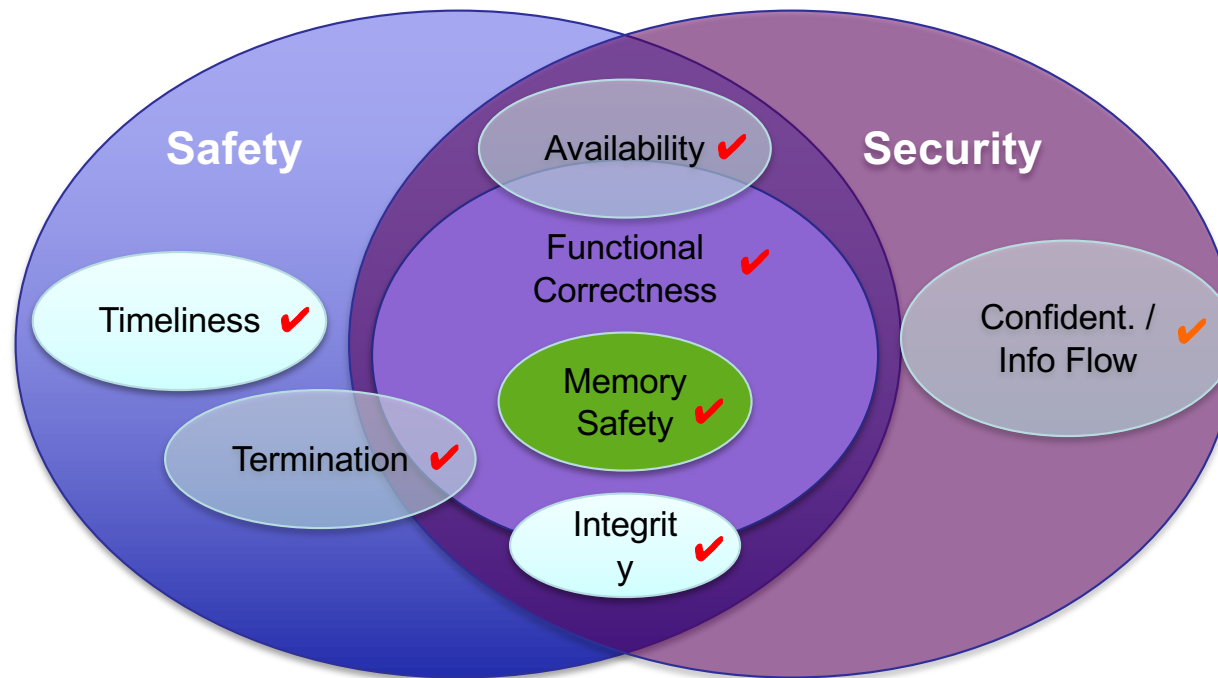 Safety
Security
Availability ✔
Functional
Correctness ✔
Timeliness ✔
Confident. /
Info Flow ✔
Memory
Safety ✔
Termination ✔
Integrit
y ✔